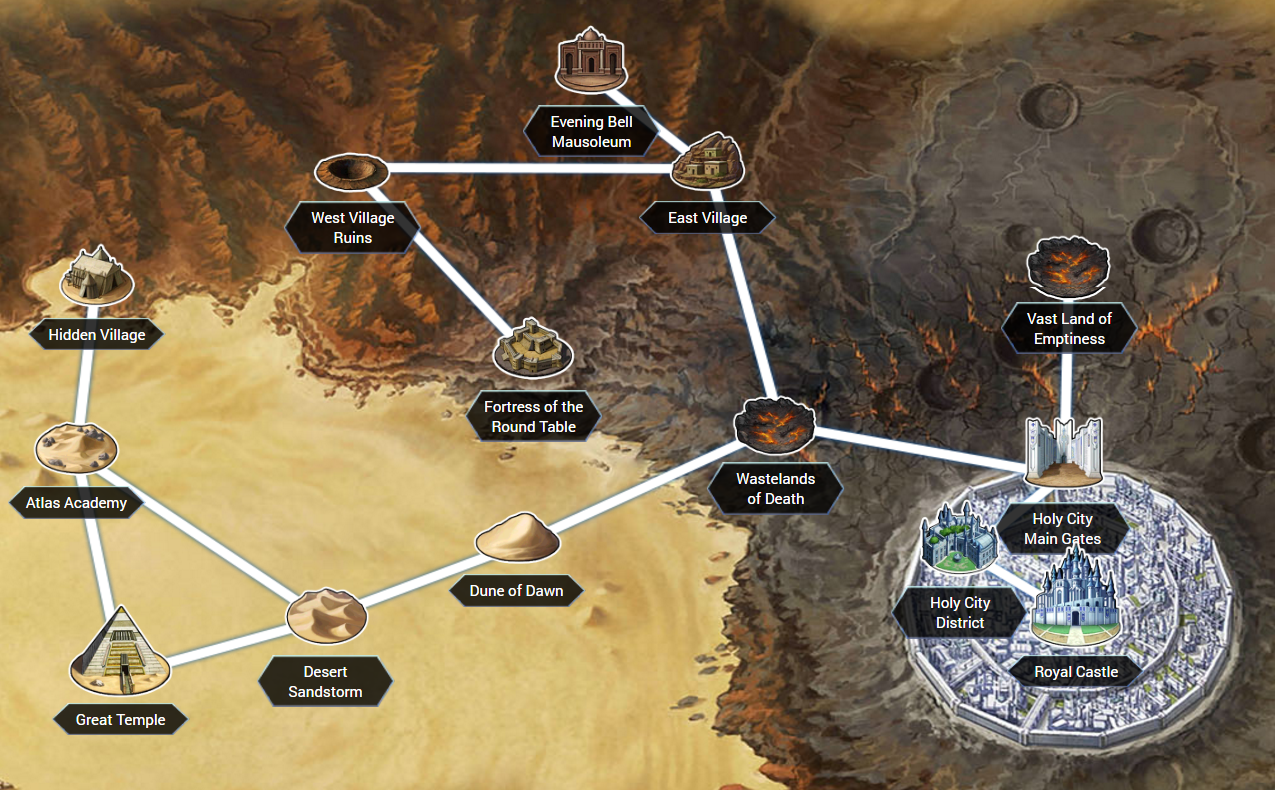 Evening Bell
Mausoleum
West Village
Ruins
East Village
Hidden Village
Vast Land of
Emptiness
Fortress of the
Round Table
Atlas Academy
Wastelands
of Death
Holy City
Main Gates
Dune of Dawn
Holy City
District
Desert
Sandstorm
Royal Castle
Great Temple